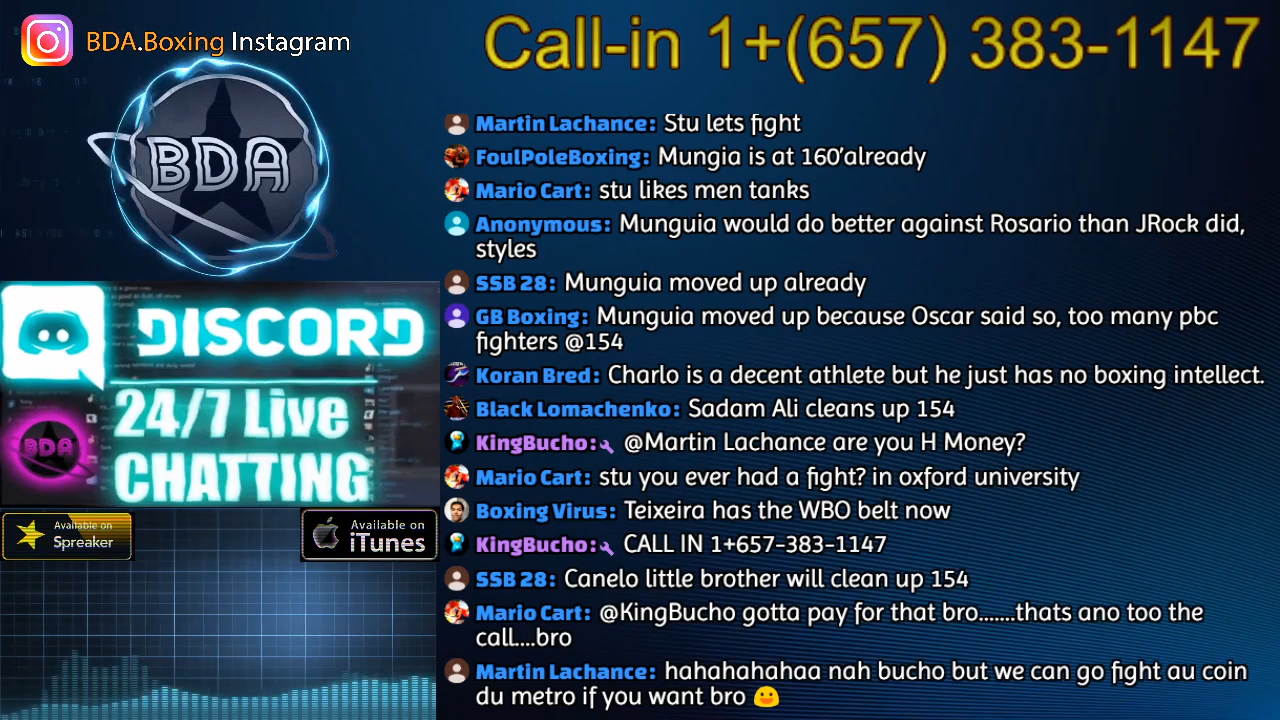 BDA.Boxing Instagram
Call-in 1+(657) 383-1147
BDA
DISCORD
24/7 Live
CHATTING
BDA
Available on
Spreaker
Available on
iTunes
Martin Lachance: Stu lets fight
FoulPoleBoxing: Mungia is at 160'already
Mario Cart: stu likes men tanks
Anonymous: Munguia would do better against Rosario than JRock did,
styles
SSB 28: Munguia moved up already
GB Boxing: Munguia moved up because Oscar said so, too many pbc
fighters @154
Koran Bred: Charlo is a decent athlete but he just has no boxing intellect.
Black Lomachenko: Sadam Ali cleans up 154
KingBucho: @Martin Lachance are you H Money?
Mario Cart: stu you ever had a fight? in oxford university
Boxing Virus: Teixeira has the WBO belt now
KingBucho: CALL IN 1+657-383-1147
SSB 28: Canelo little brother will clean up 154
Mario Cart: @KingBucho gotta pay for that bro.......thats ano too the
call....bro
Martin Lachance: hahahahahaa nah bucho but we can go fight au coin
du metro if you want bro 😀